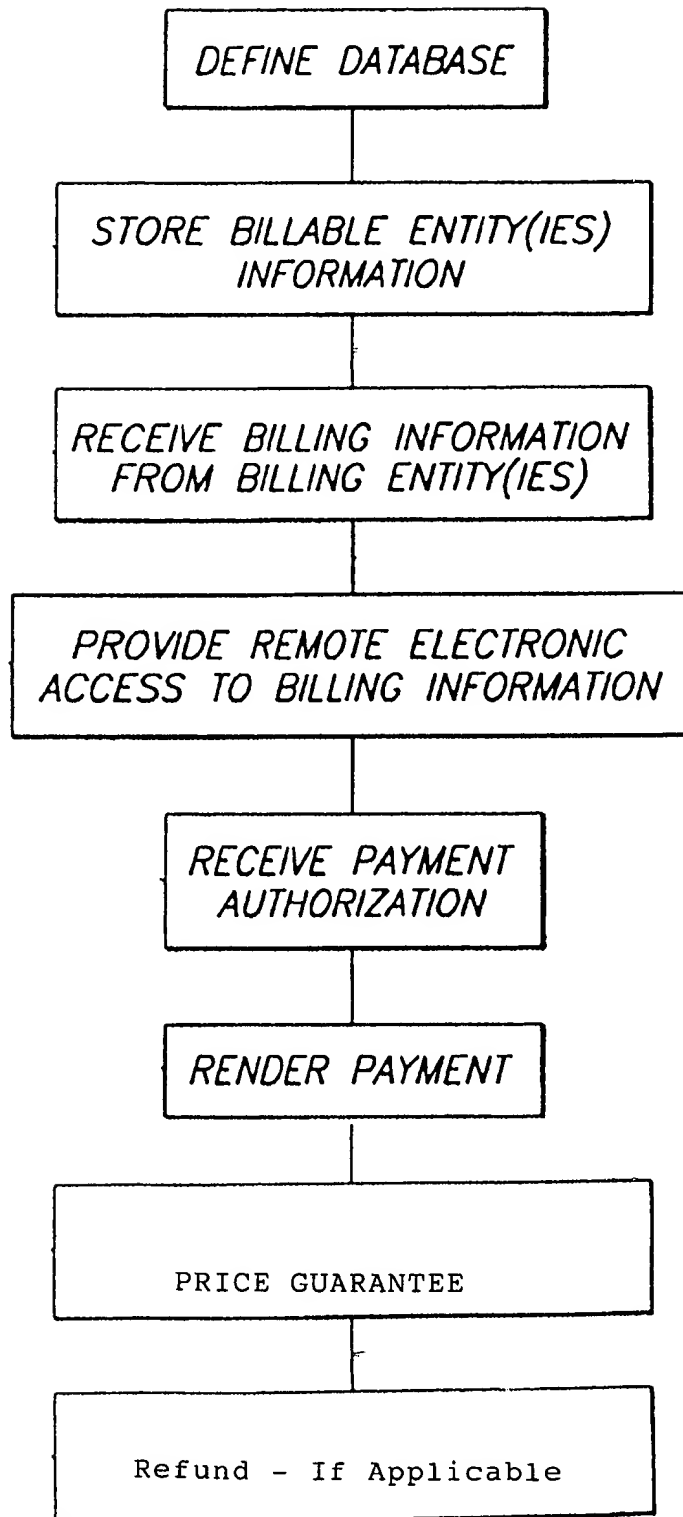 DEFINE DATABASE
STORE BILLABLE ENTITY(IES)
INFORMATION
RECEIVE BILLING INFORMATION
FROM BILLING ENTITY(IES)
PROVIDE REMOTE ELECTRONIC
ACCESS TO BILLING INFORMATION
RECEIVE PAYMENT
AUTHORIZATION
RENDER PAYMENT
PRICE GUARANTEE
Refund - If Applicable